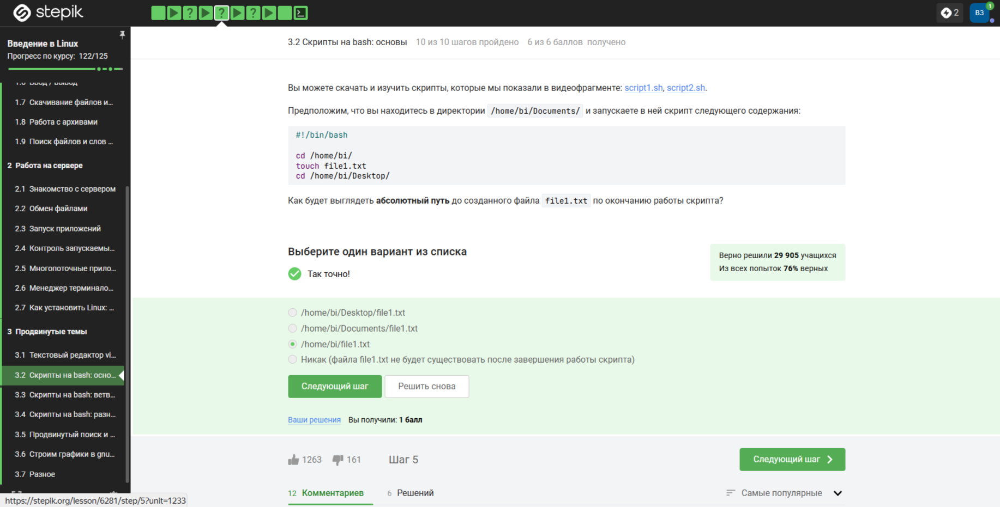 stepik
2
ВЗ
1
Введение в Linux
Прогресс по курсу: 122/125
1.6 Ввод / Вывод
1.7 Скачивание файлов и...
1.8 Работа с архивами
1.9 Поиск файлов и слов ...
2 Работа на сервере
2.1 Знакомство с сервером
2.2 Обмен файлами
2.3 Запуск приложений
2.4 Контроль запускаемы...
2.5 Многопоточные прило...
2.6 Менеджер терминало...
2.7 Как установить Linux: ...
3 Продвинутые темы
3.1 Текстовый редактор vi...
3.2 Скрипты на bash: осно...
3.3 Скрипты на bash: ветв...
3.4 Скрипты на bash: разн...
3.5 Продвинутый поиск и ...
3.6 Строим графики в gnu...
3.7 Разное
https://stepik.org/lesson/6281/step/5?unit=1233
3.2 Скрипты на bash: основы 10 из 10 шагов пройдено 6 из 6 баллов получено
Вы можете скачать и изучить скрипты, которые мы показали в видеофрагменте: script1.sh, script2.sh.
Предположим, что вы находитесь в директории /home/bi/Documents/ и запускаете в ней скрипт следующего содержания:
#!/bin/bash
cd /home/bi/
touch file1.txt
cd /home/bi/Desktop/
Как будет выглядеть абсолютный путь до созданного файла file1.txt по окончанию работы скрипта?
Выберите один вариант из списка
Так точно!
Верно решили 29 905 учащихся
Из всех попыток 76% верных
/home/bi/Desktop/file1.txt
/home/bi/Documents/file1.txt
/home/bi/file1.txt
Никак (файла file1.txt не будет существовать после завершения работы скрипта)
Следующий шаг Решить снова
Ваши решения Вы получили: 1 балл
1263 161 Шаг 5 Следующий шаг
12 Комментариев 6 Решений Самые популярные